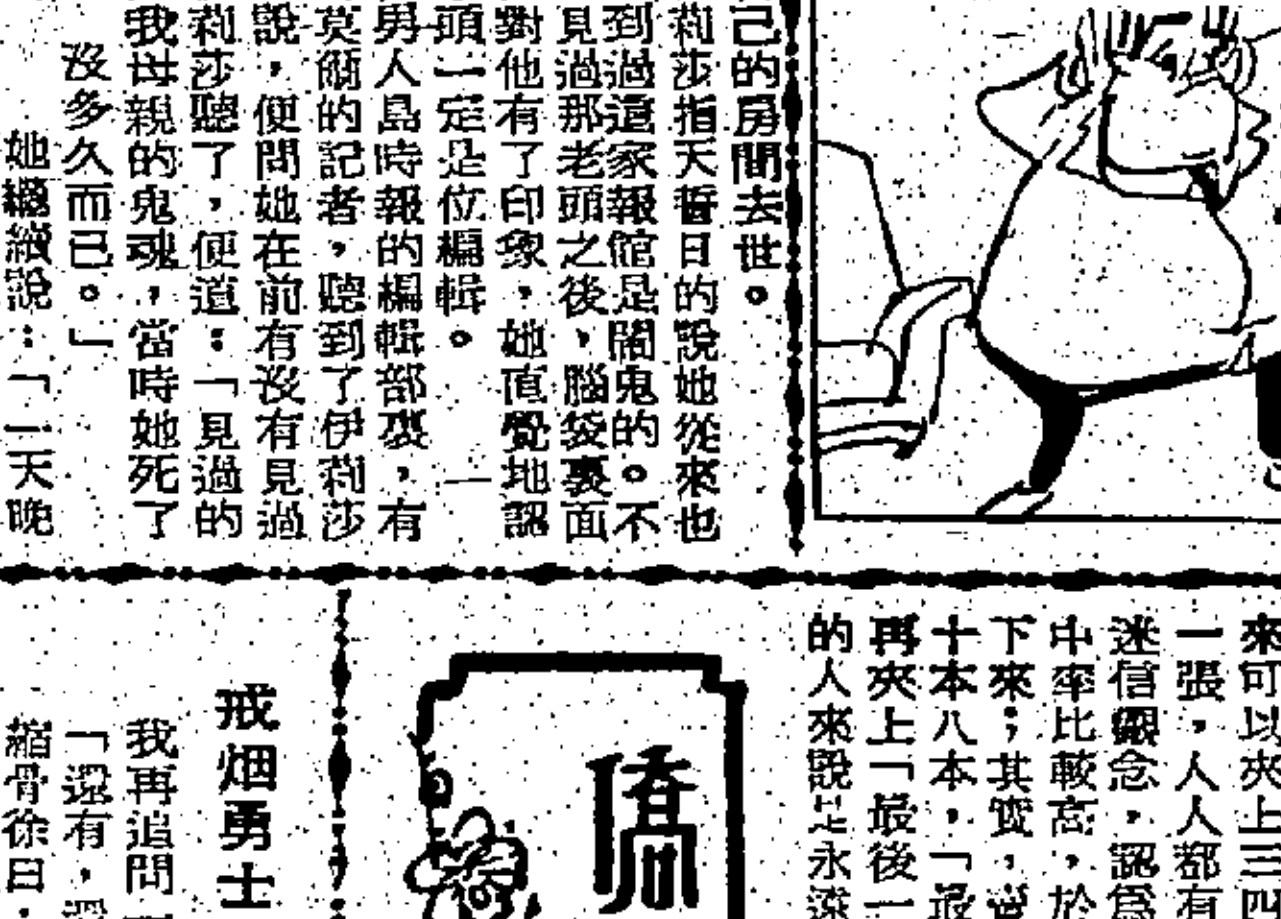 己的房間去世。
莉莎指天誓日的說她從來也
到過這家報館是鬧鬼的。不
見過那老頭之後，腦袋裏面
對他有了印象，她直覺地認
頭一定是位編輯。
男人島時報的編輯部裏，有
莫爾的記者，聽到了伊莉莎
說，便問她在前有沒有見過
莉莎聽了，便道：「見過的
我母親的鬼魂，當時她死了
沒多久而已。」
她繼續說：「一天晚
來可以夾上三四
一張，人人都有
迷信觀念，認爲
中率比較高，於
下來；其實，
十本八本，「最
再夾上「最後一
的人來說是永遠
僑
戒烟勇士
我再追問
「還有，還
縮骨徐曰